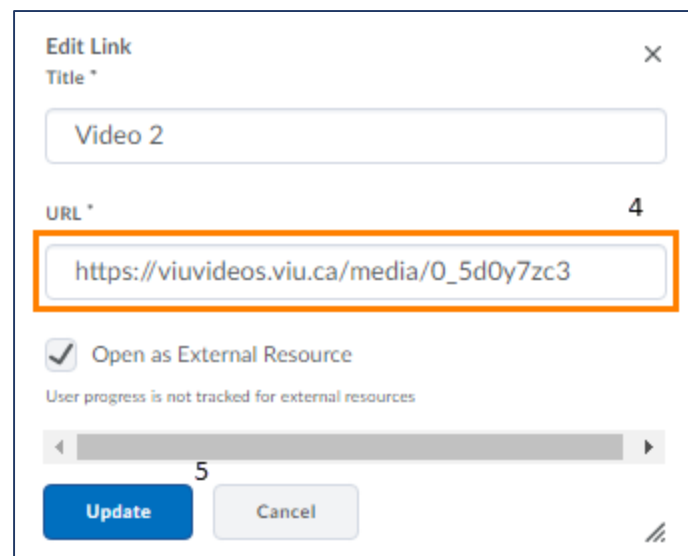 Edit Link
Title *
Video 2
URL *
4
https://viuvideos.viu.ca/media/0_5d0y7zc3
Open as External Resource
User progress is not tracked for external resources
5
Update
Cancel